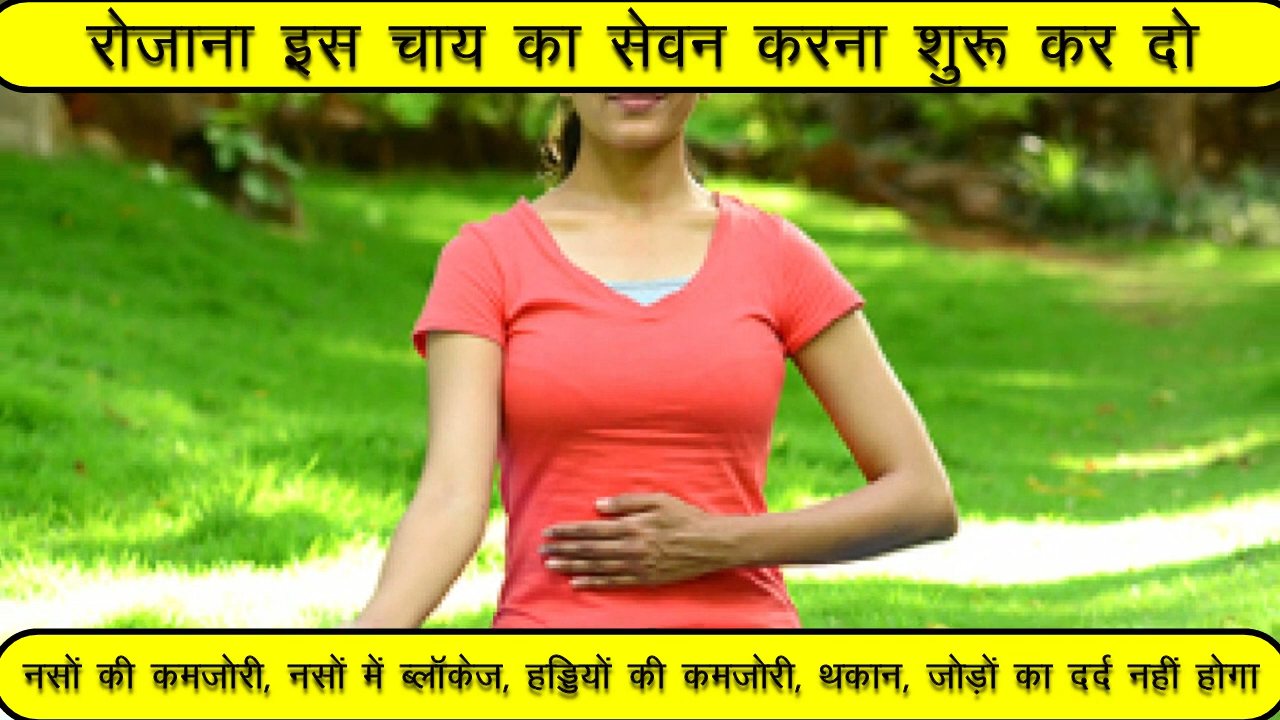 रोजाना इस चाय का सेवन करना शुरू कर दो
नसों की कमजोरी, नसों में ब्लॉकेज, हड्डियों की कमजोरी, थकान, जोड़ों का दर्द नहीं होगा